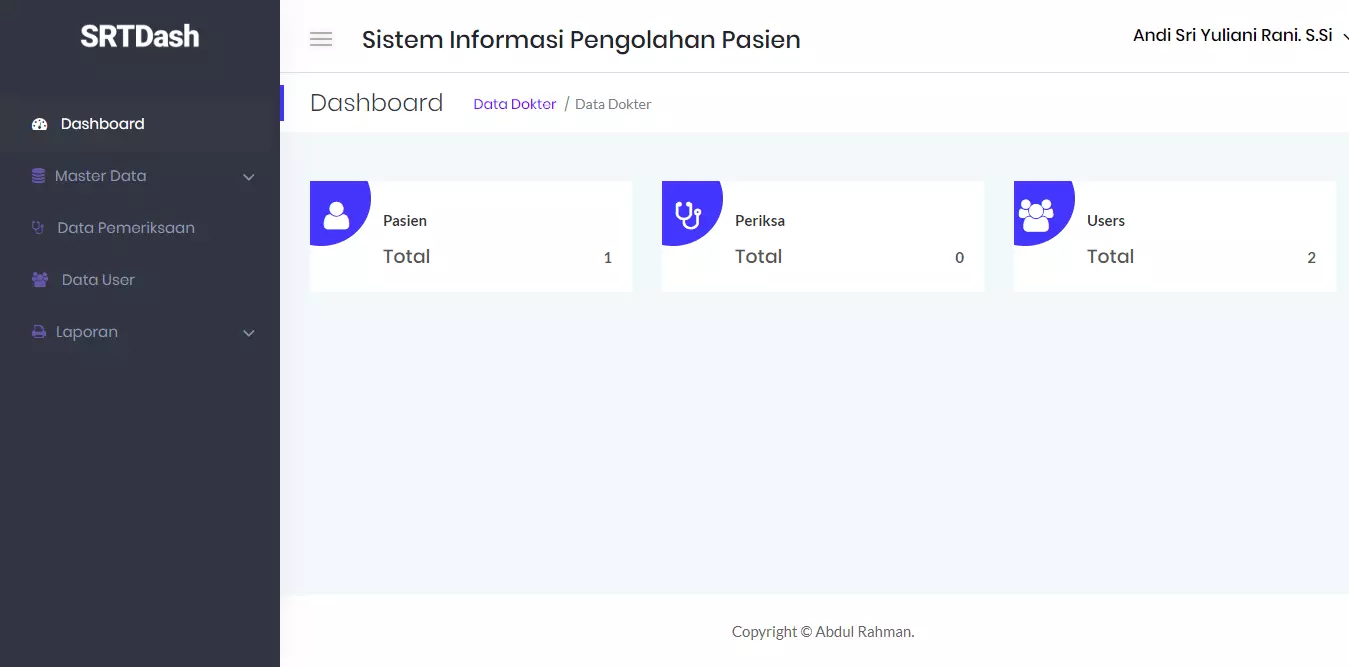 SRTDash
Dashboard
Master Data
Data Pemeriksaan
Data User
Laporan
Sistem Informasi Pengolahan Pasien
Andi Sri Yuliani Rani. S.Si
Dashboard
Data Dokter / Data Dokter
Pasien
Total 1
Periksa
Total 0
Users
Total 2
Copyright © Abdul Rahman.